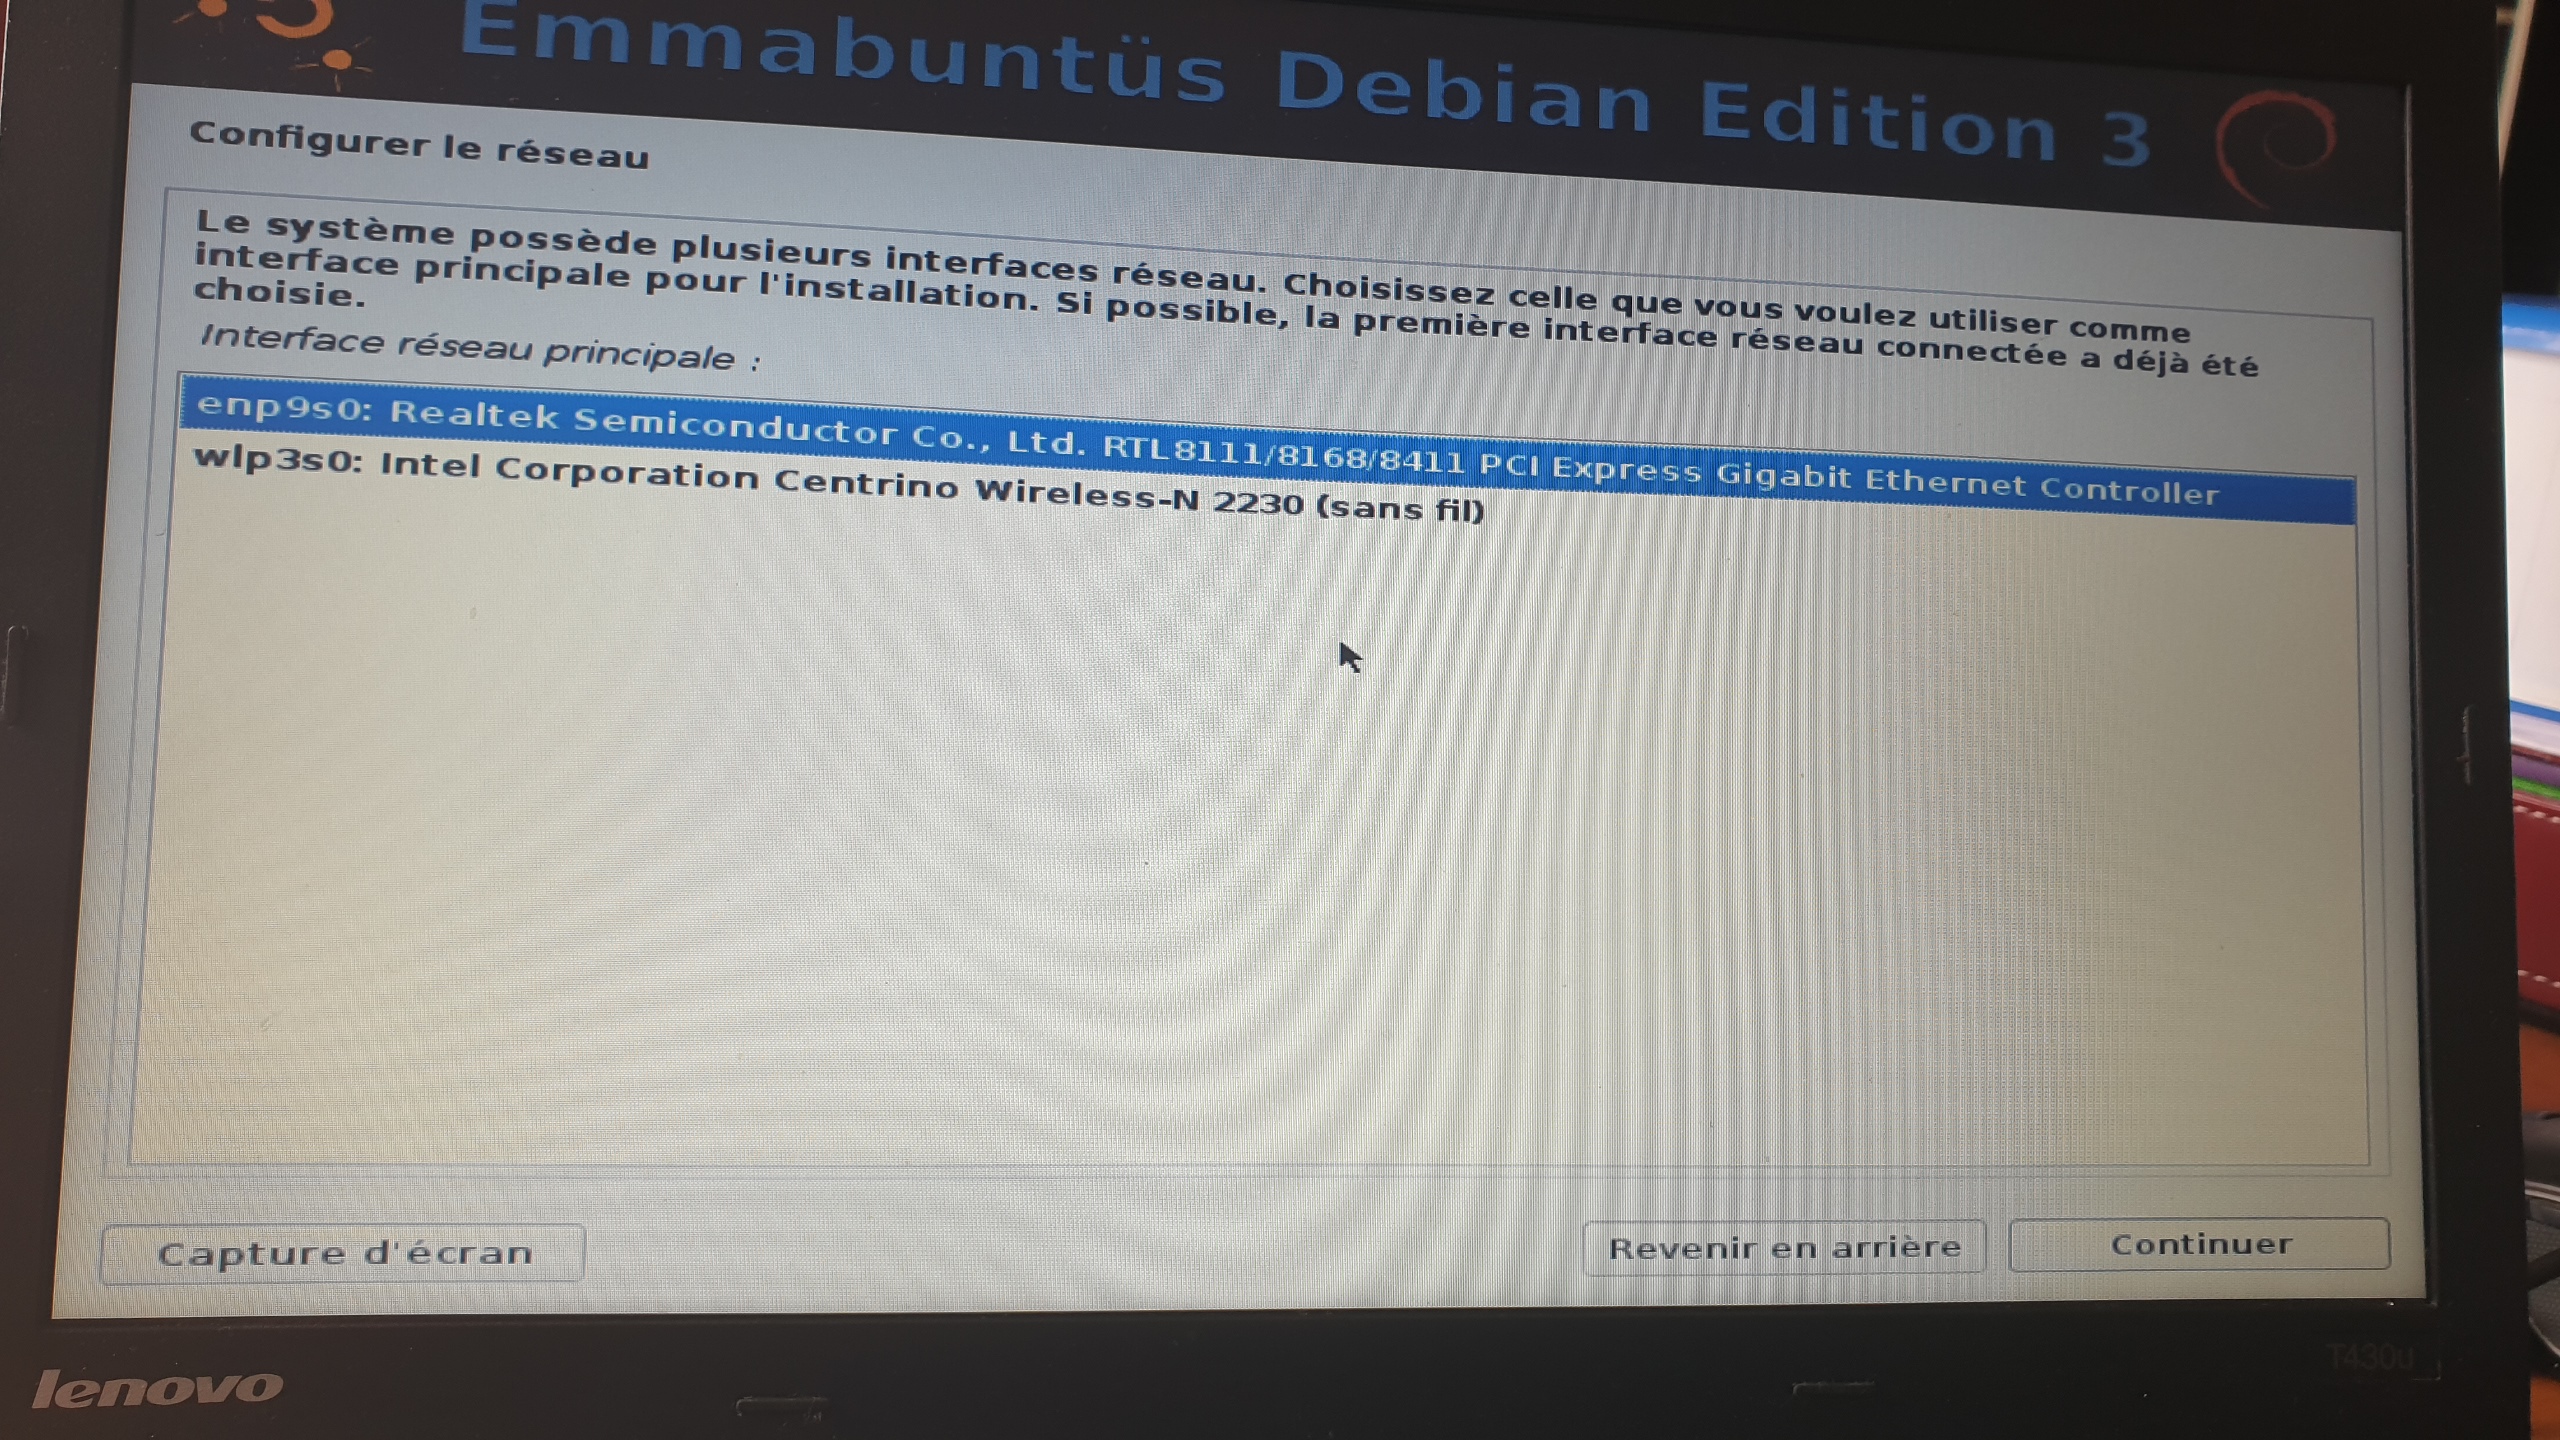 Emmabuntüs Debian Edition 3
Configurer le réseau
Le système possède plusieurs interfaces réseau. Choisissez celle que vous voulez utiliser comme
interface principale pour l'installation. Si possible, la première interface réseau connectée a déjà été
choisie.
Interface réseau principale :
enp9s0: Realtek Semiconductor Co., Ltd. RTL8111/8168/8411 PCI Express Gigabit Ethernet Controller
wlp3s0: Intel Corporation Centrino Wireless-N 2230 (sans fil)
Capture d'écran
Revenir en arrière
Continuer
lenovo
T430u